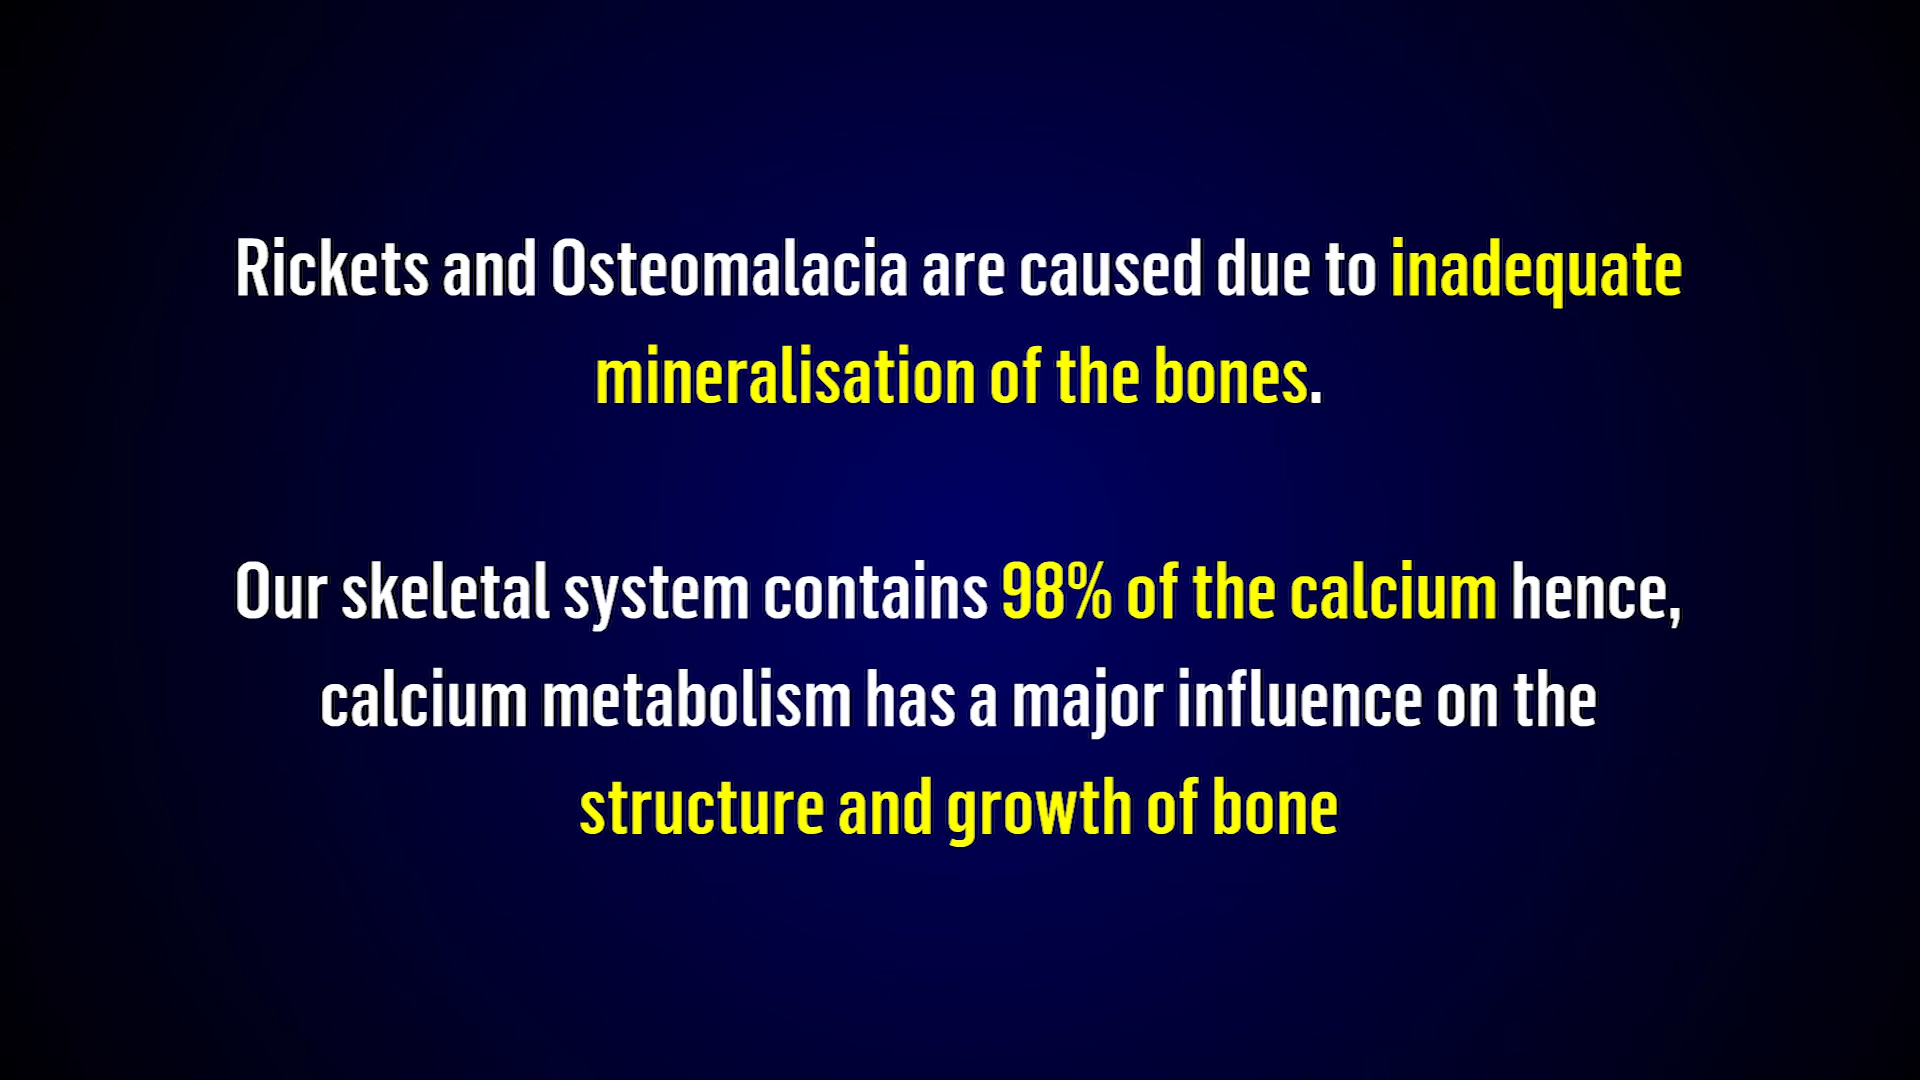 Rickets and Osteomalacia are caused due to inadequate
mineralisation of the bones.
Our skeletal system contains 98% of the calcium hence,
calcium metabolism has a major influence on the
structure and growth of bone